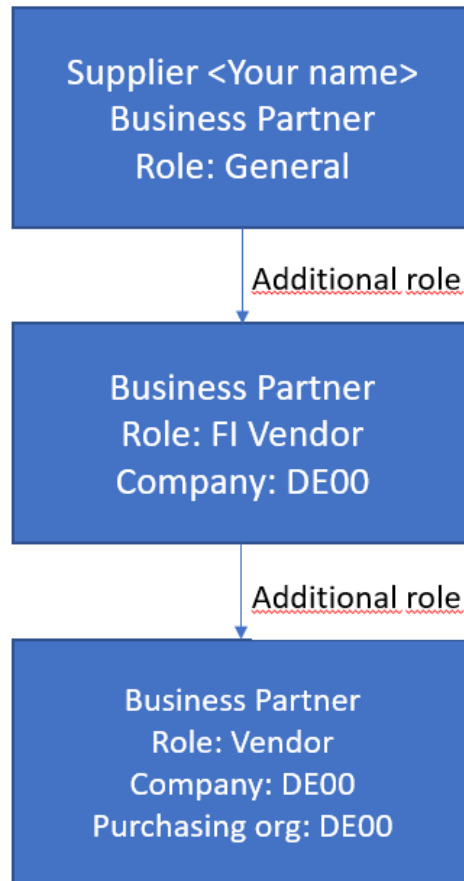 Supplier <Your name>
Business Partner
Role: General
Additional role
Business Partner
Role: FI Vendor
Company: DE00
Additional role
Business Partner
Role: Vendor
Company: DE00
Purchasing org: DE00